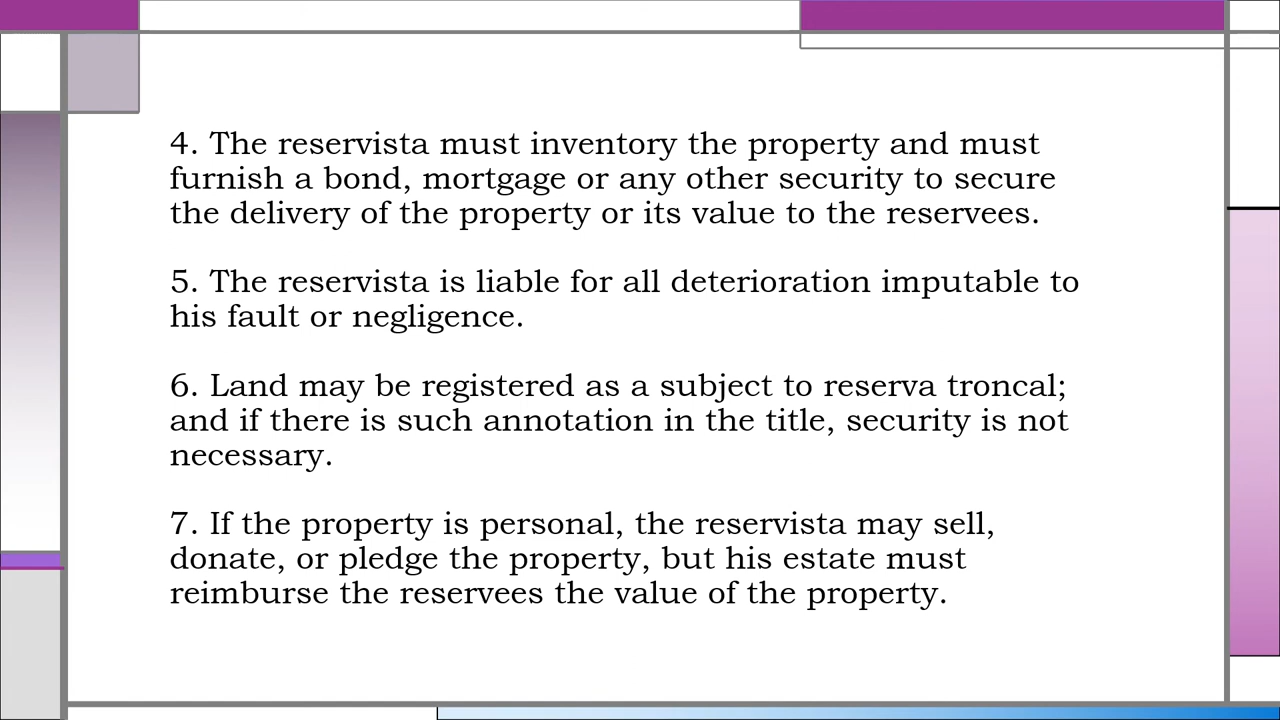 4. The reservista must inventory the property and must
furnish a bond, mortgage or any other security to secure
the delivery of the property or its value to the reservees.
5. The reservista is liable for all deterioration imputable to
his fault or negligence.
6. Land may be registered as a subject to reserva troncal;
and if there is such annotation in the title, security is not
necessary.
7. If the property is personal, the reservista may sell,
donate, or pledge the property, but his estate must
reimburse the reservees the value of the property.